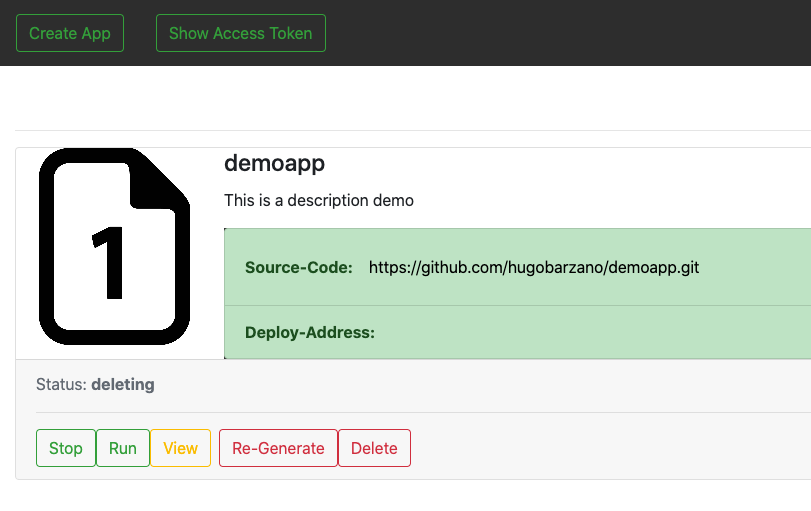 Create App Show Access Token
demoapp
This is a description demo
1
Source-Code: https://github.com/hugobarzano/demoapp.git
Deploy-Address:
Status: deleting
Stop Run View Re-Generate Delete